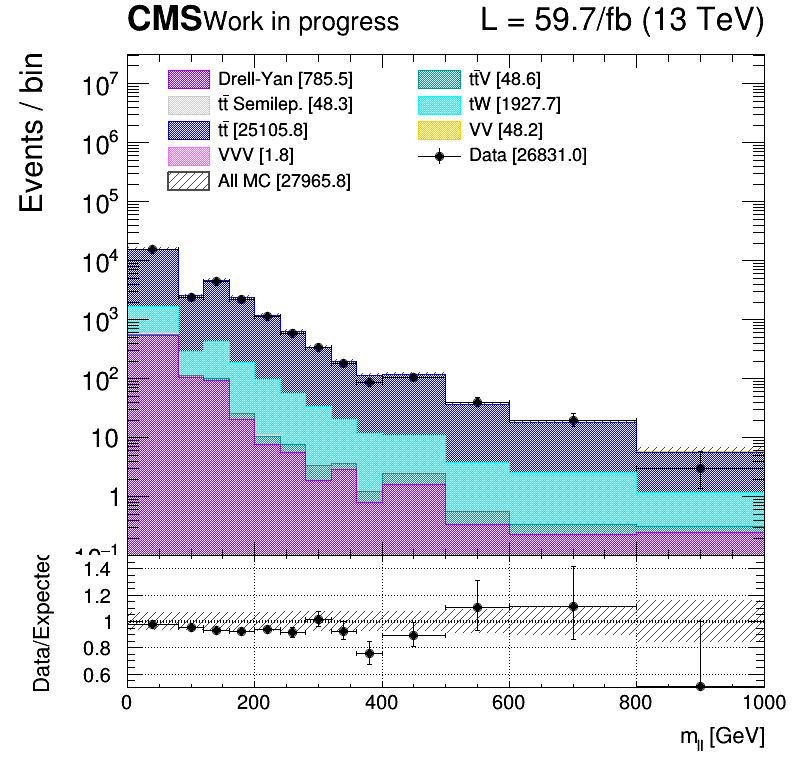 CMS Work in progress L = 59.7/fb (13 TeV)
Events / bin
Drell-Yan [785.5]
tt̄ Semilep. [48.3]
tt̄ [25105.8]
VVV [1.8]
All MC [27965.8]
tt̄V [48.6]
tW [1927.7]
VV [48.2]
Data [26831.0]
10⁷
10⁶
10⁵
10⁴
10³
10²
10
1
10⁻¹
Data/Expected
1.4
1.2
1
0.8
0.6
0 200 400 600 800 1000
m_ll [GeV]